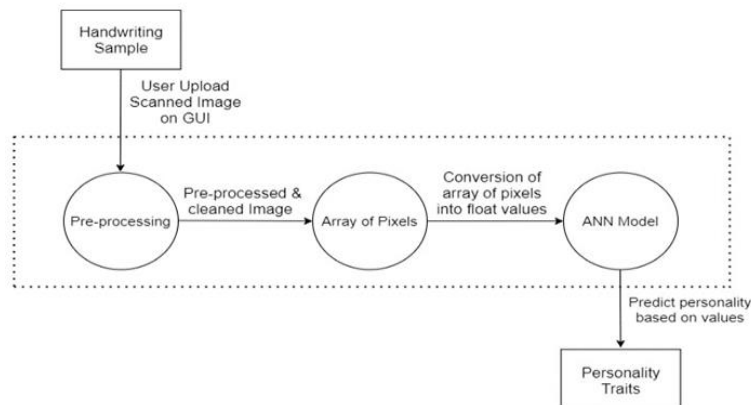 Handwriting
Sample
User Upload
Scanned Image
on GUI
Pre-processing
Pre-processed &
cleaned Image
Array of Pixels
Conversion of
array of pixels
into float values
ANN Model
Predict personality
based on values
Personality
Traits